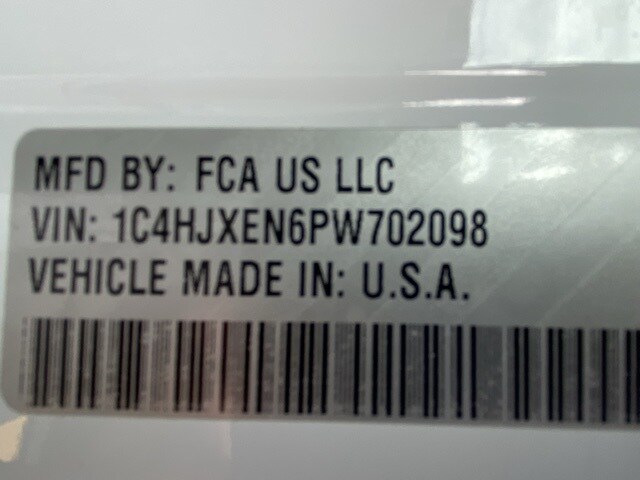 MFD BY: FCA US LLC
VIN: 1C4HJXEN6PW702098
VEHICLE MADE IN: U.S.A.